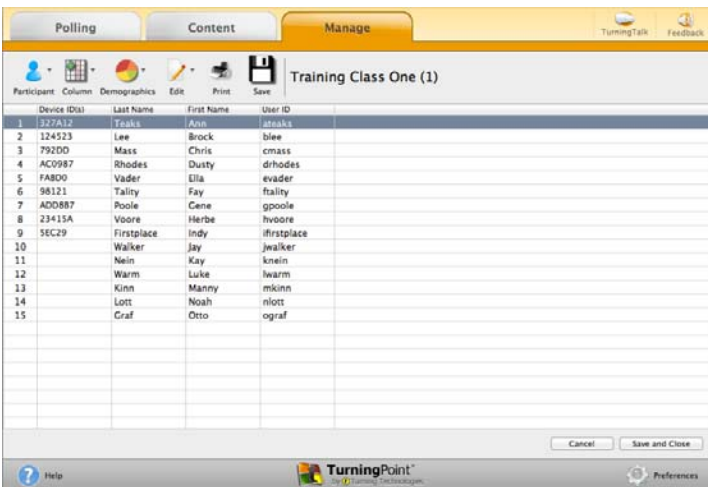 Polling Content Manage TurningTalk Feedback
Participant Column Demographics Edit Print Save Training Class One (1)
Device ID(s) Last Name First Name User ID
1 327A12 Teaks Ann ateaks
2 124523 Lee Brock blee
3 792DD Mass Chris cmass
4 AC0987 Rhodes Dusty drhodes
5 FABD0 Vader Ella evader
6 98121 Tality Fay ftality
7 ADD887 Poole Gene gpoole
8 23415A Voore Herbe hvoore
9 5EC29 Firstplace Indy ifirstplace
10 Walker Jay jwalker
11 Nein Kay knein
12 Warm Luke lwarm
13 Kinn Manny mkinn
14 Lott Noah nlott
15 Graf Otto ograf
Cancel Save and Close
Help TurningPoint Preferences
by Turning Technologies